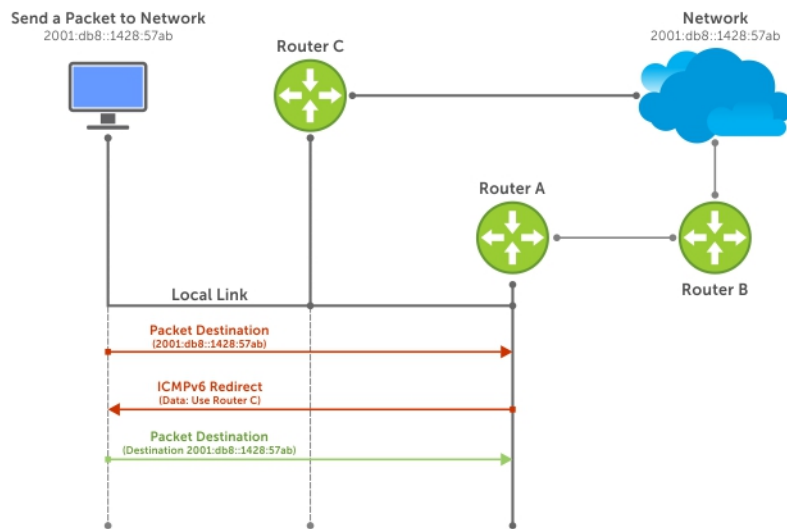 Send a Packet to Network
2001:db8::1428:57ab
Router C
Network
2001:db8::1428:57ab
Router A
Router B
Local Link
Packet Destination
(2001:db8::1428:57ab)
ICMPv6 Redirect
(Data: Use Router C)
Packet Destination
(Destination 2001:db8::1428:57ab)